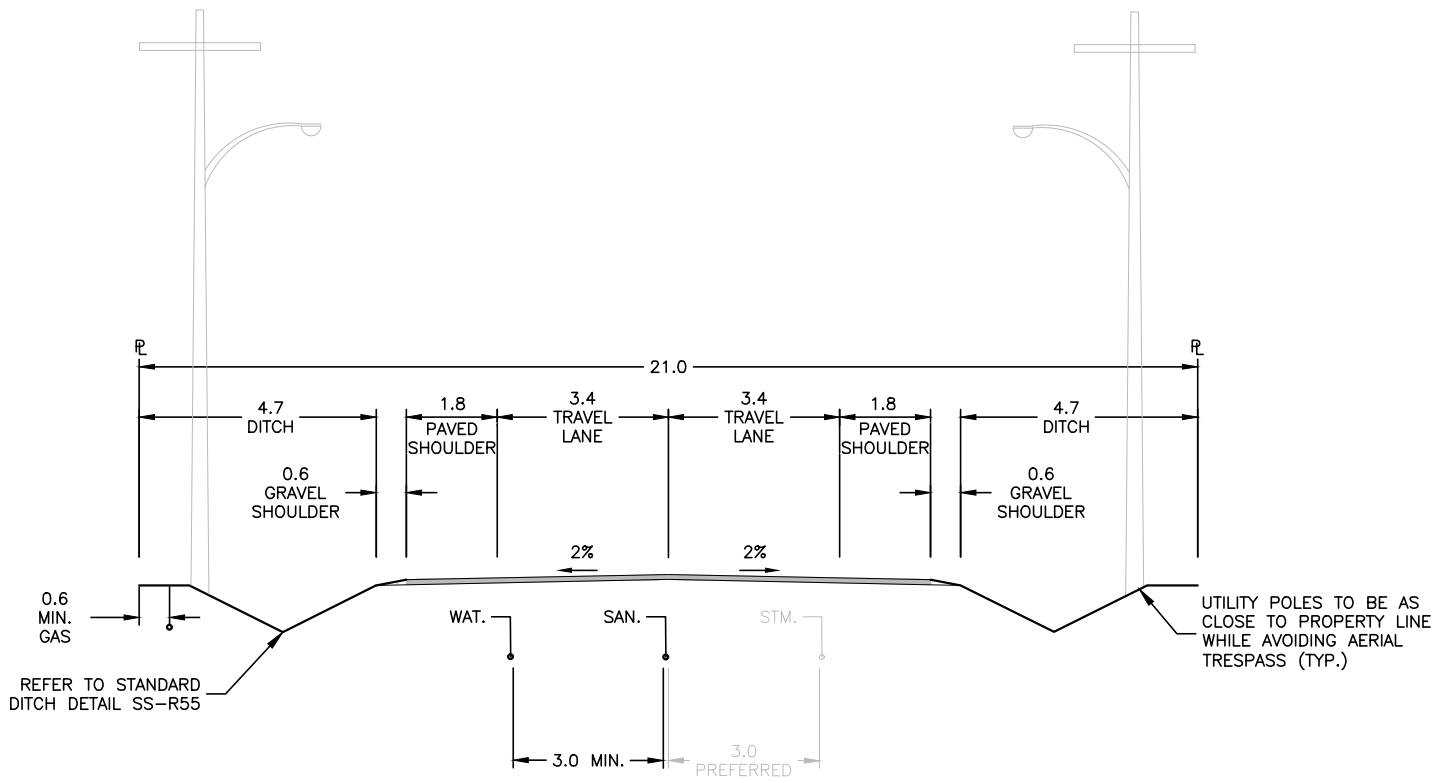 ℄ ℄
21.0
4.7
DITCH
1.8
PAVED
SHOULDER
3.4
TRAVEL
LANE
3.4
TRAVEL
LANE
1.8
PAVED
SHOULDER
4.7
DITCH
0.6
GRAVEL
SHOULDER
0.6
GRAVEL
SHOULDER
2%
2%
0.6
MIN.
GAS
WAT.
SAN.
STM.
UTILITY POLES TO BE AS
CLOSE TO PROPERTY LINE
WHILE AVOIDING AERIAL
TRESPASS (TYP.)
REFER TO STANDARD
DITCH DETAIL SS-R55
3.0 MIN.
3.0
PREFERRED